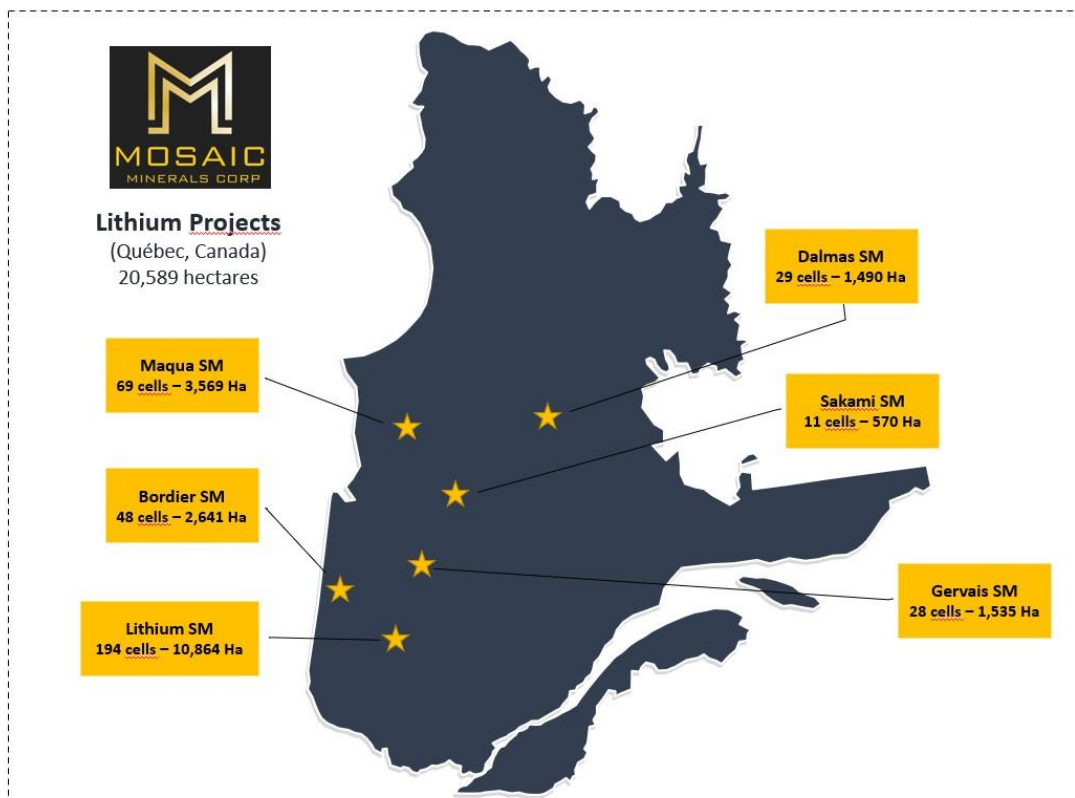 MOSAIC
MINERALS CORP
Lithium Projects
(Québec, Canada)
20,589 hectares
Dalmas SM
29 cells – 1,490 Ha
Maqua SM
69 cells – 3,569 Ha
Sakami SM
11 cells – 570 Ha
Bordier SM
48 cells – 2,641 Ha
Gervais SM
28 cells – 1,535 Ha
Lithium SM
194 cells – 10,864 Ha